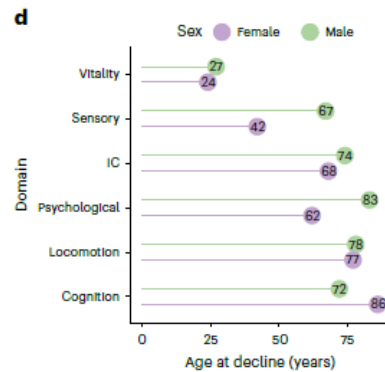 d
Sex Female Male
Domain
Vitality
27
24
Sensory
67
42
IC
74
68
Psychological
83
62
Locomotion
78
77
Cognition
72
86
0 25 50 75
Age at decline (years)